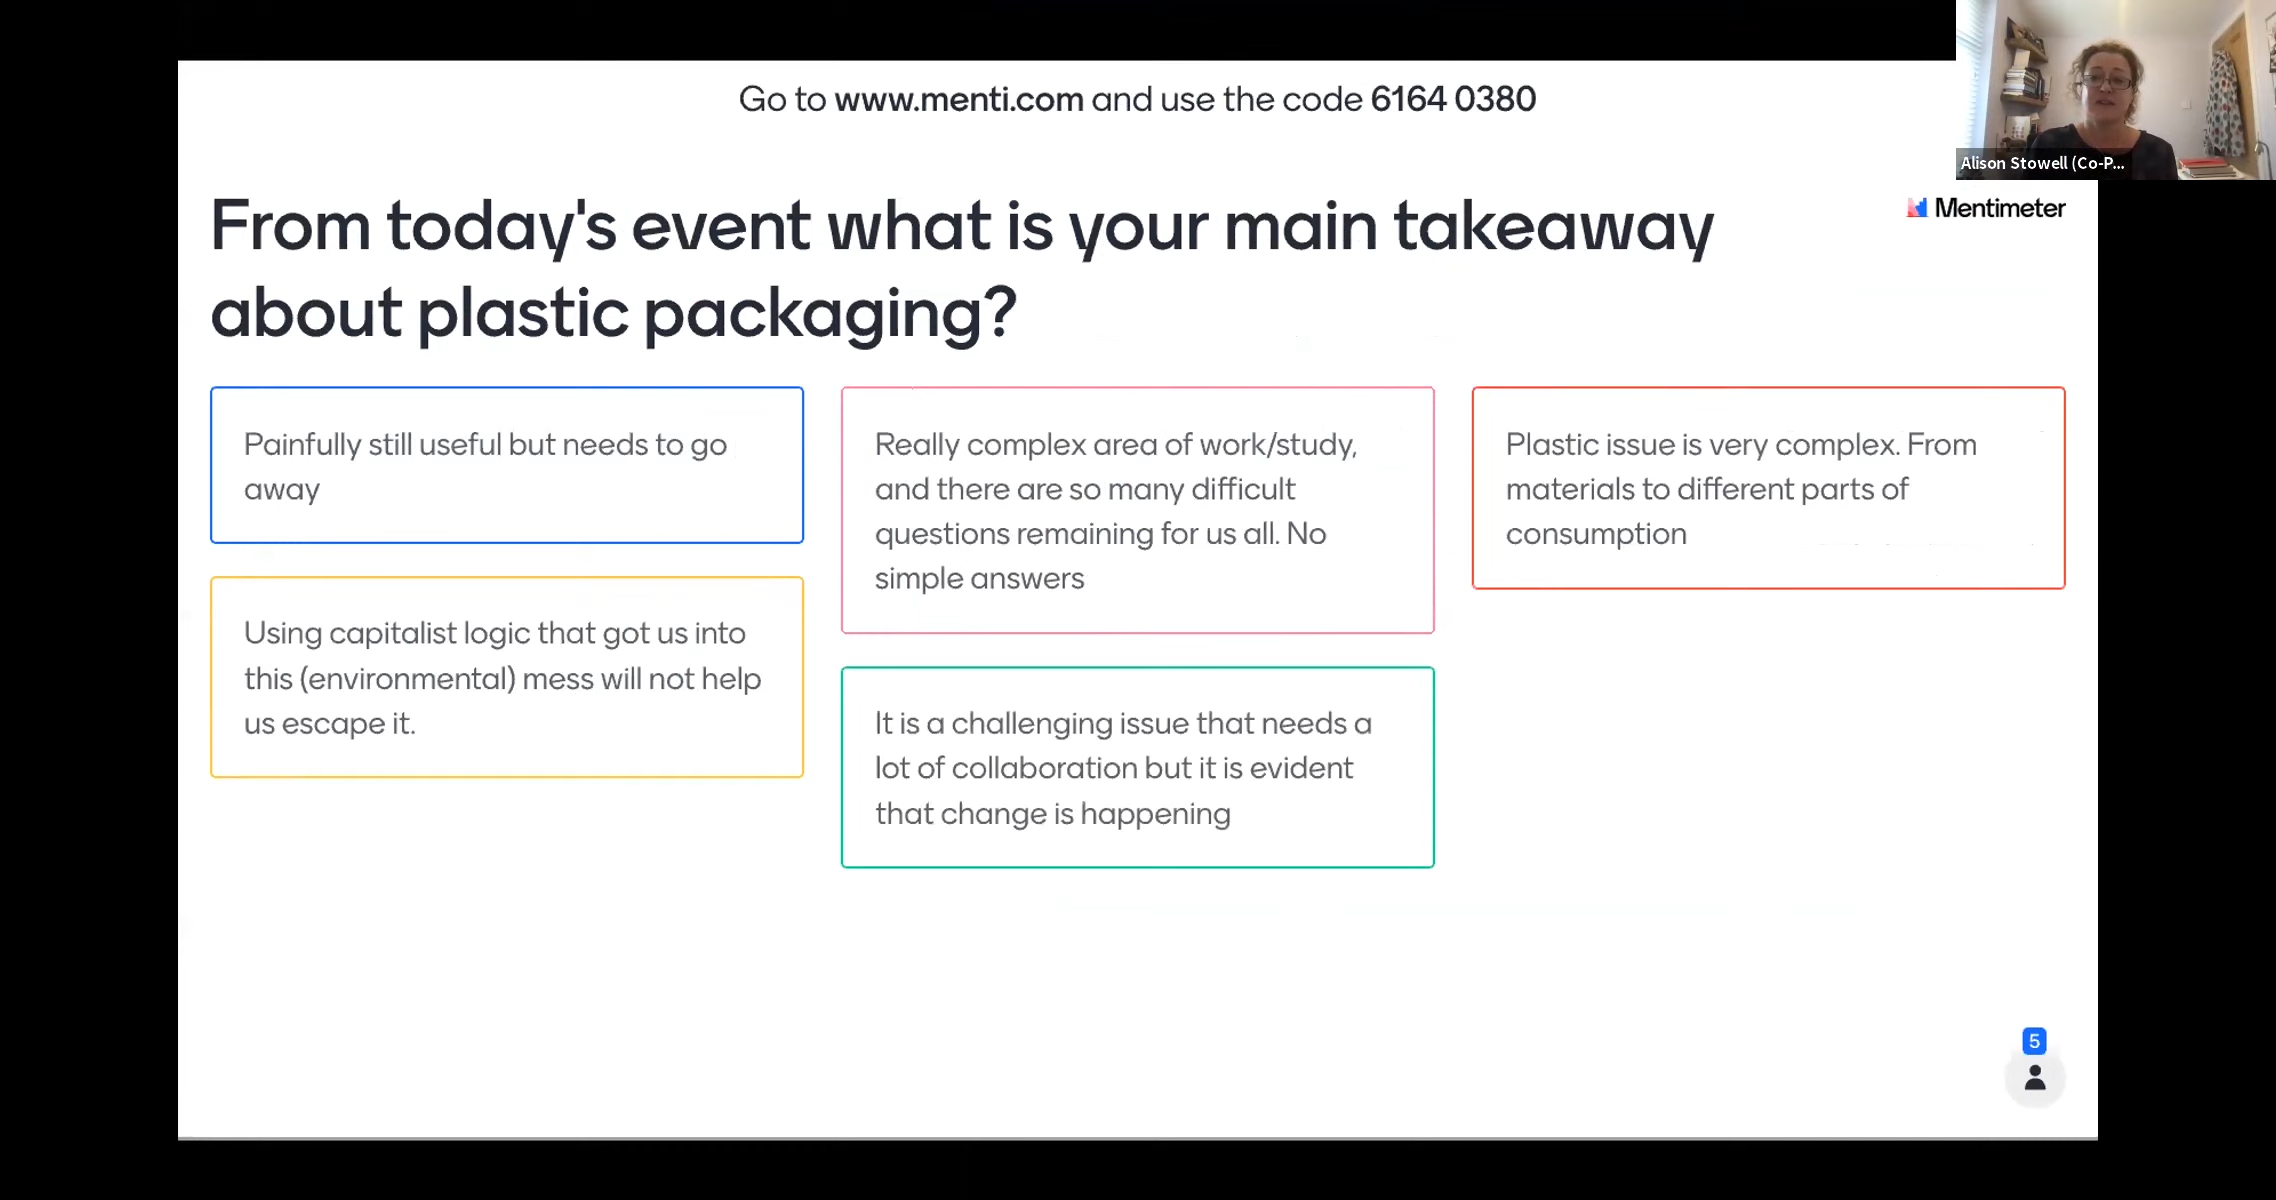 Go to www.menti.com and use the code 6164 0380
Alison Stowell (Co-P...
Mentimeter
From today's event what is your main takeaway
about plastic packaging?
Painfully still useful but needs to go
away
Using capitalist logic that got us into
this (environmental) mess will not help
us escape it.
Really complex area of work/study,
and there are so many difficult
questions remaining for us all. No
simple answers
It is a challenging issue that needs a
lot of collaboration but it is evident
that change is happening
Plastic issue is very complex. From
materials to different parts of
consumption
5